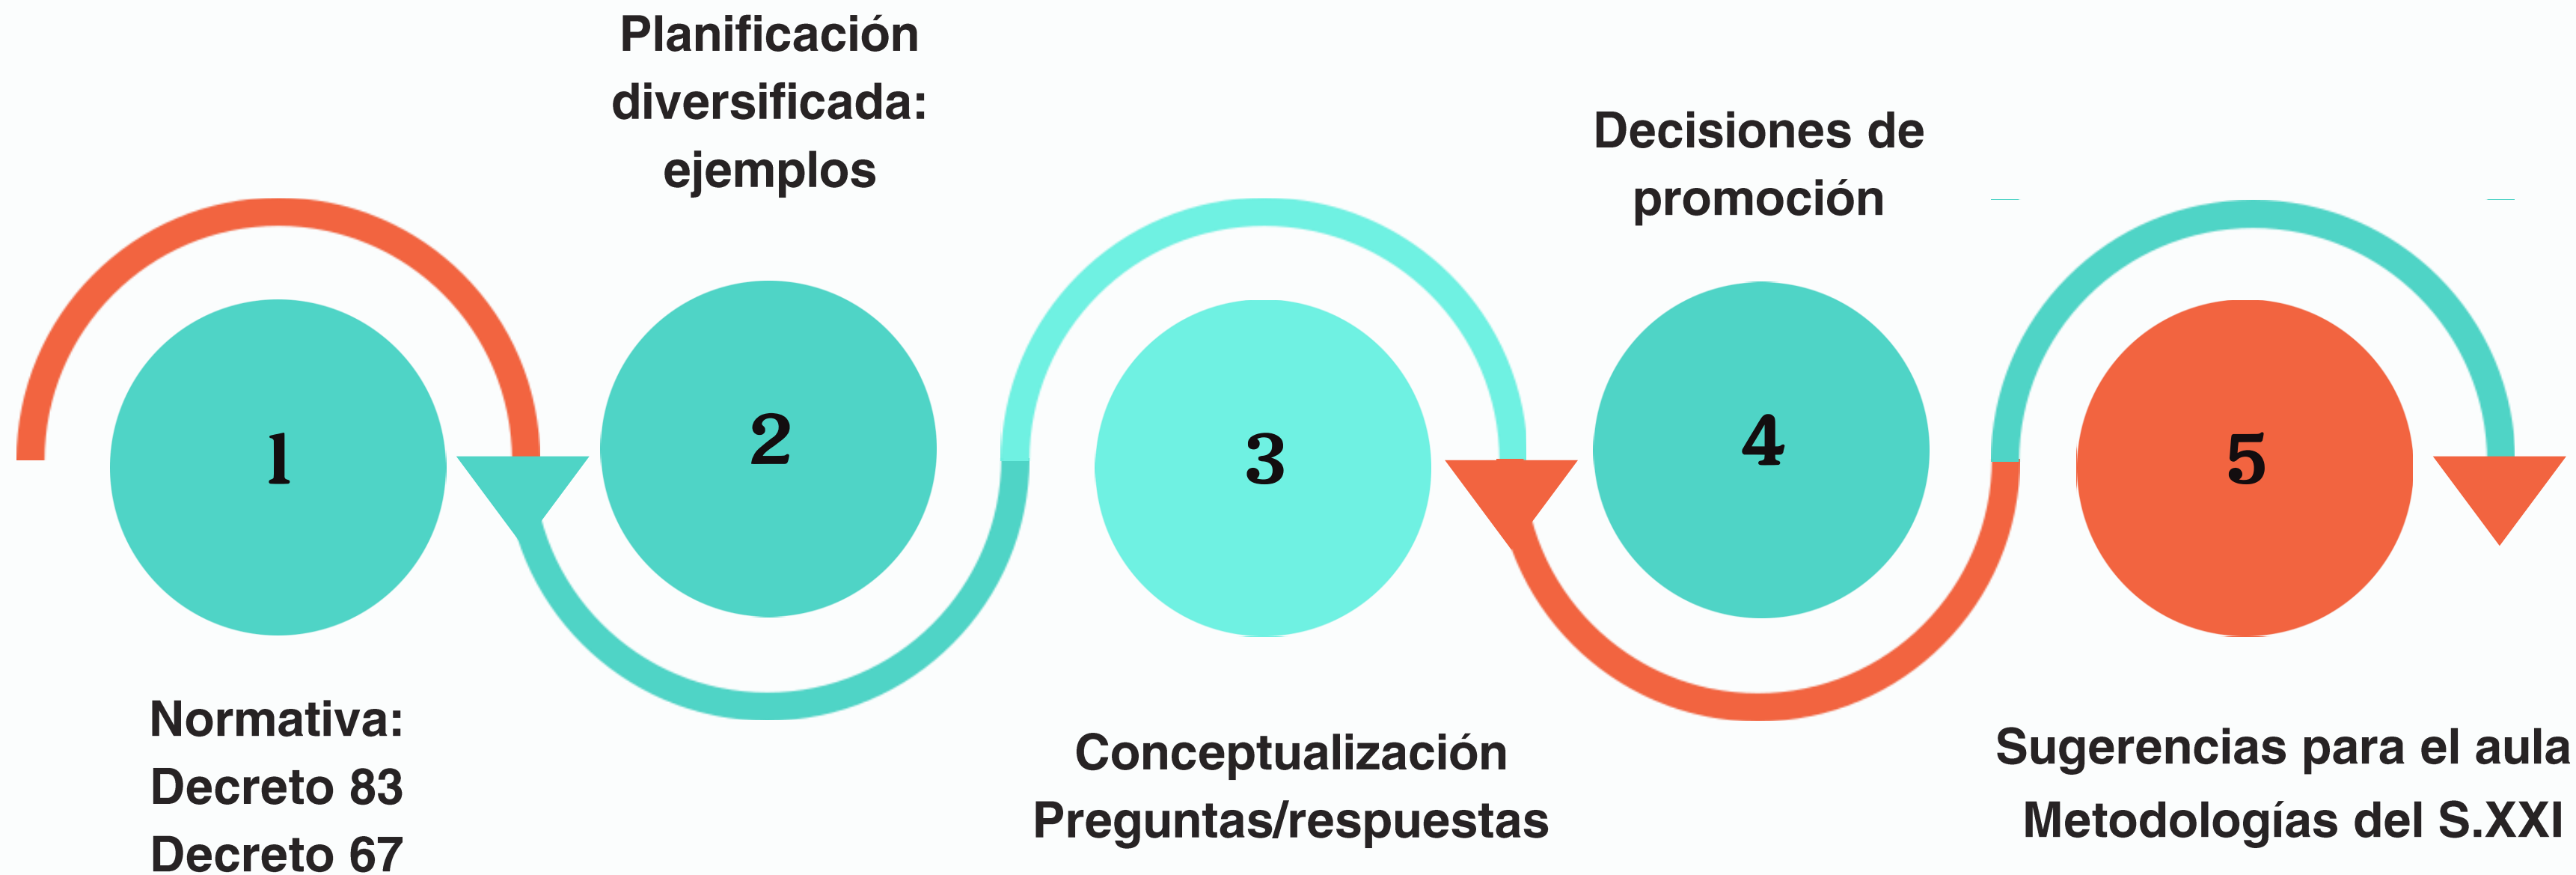 1
Normativa:
Decreto 83
Decreto 67
Planificación
diversificada:
ejemplos
2
3
Conceptualización
Preguntas/respuestas
Decisiones de
promoción
4
5
Sugerencias para el aula
Metodologías del S.XXI